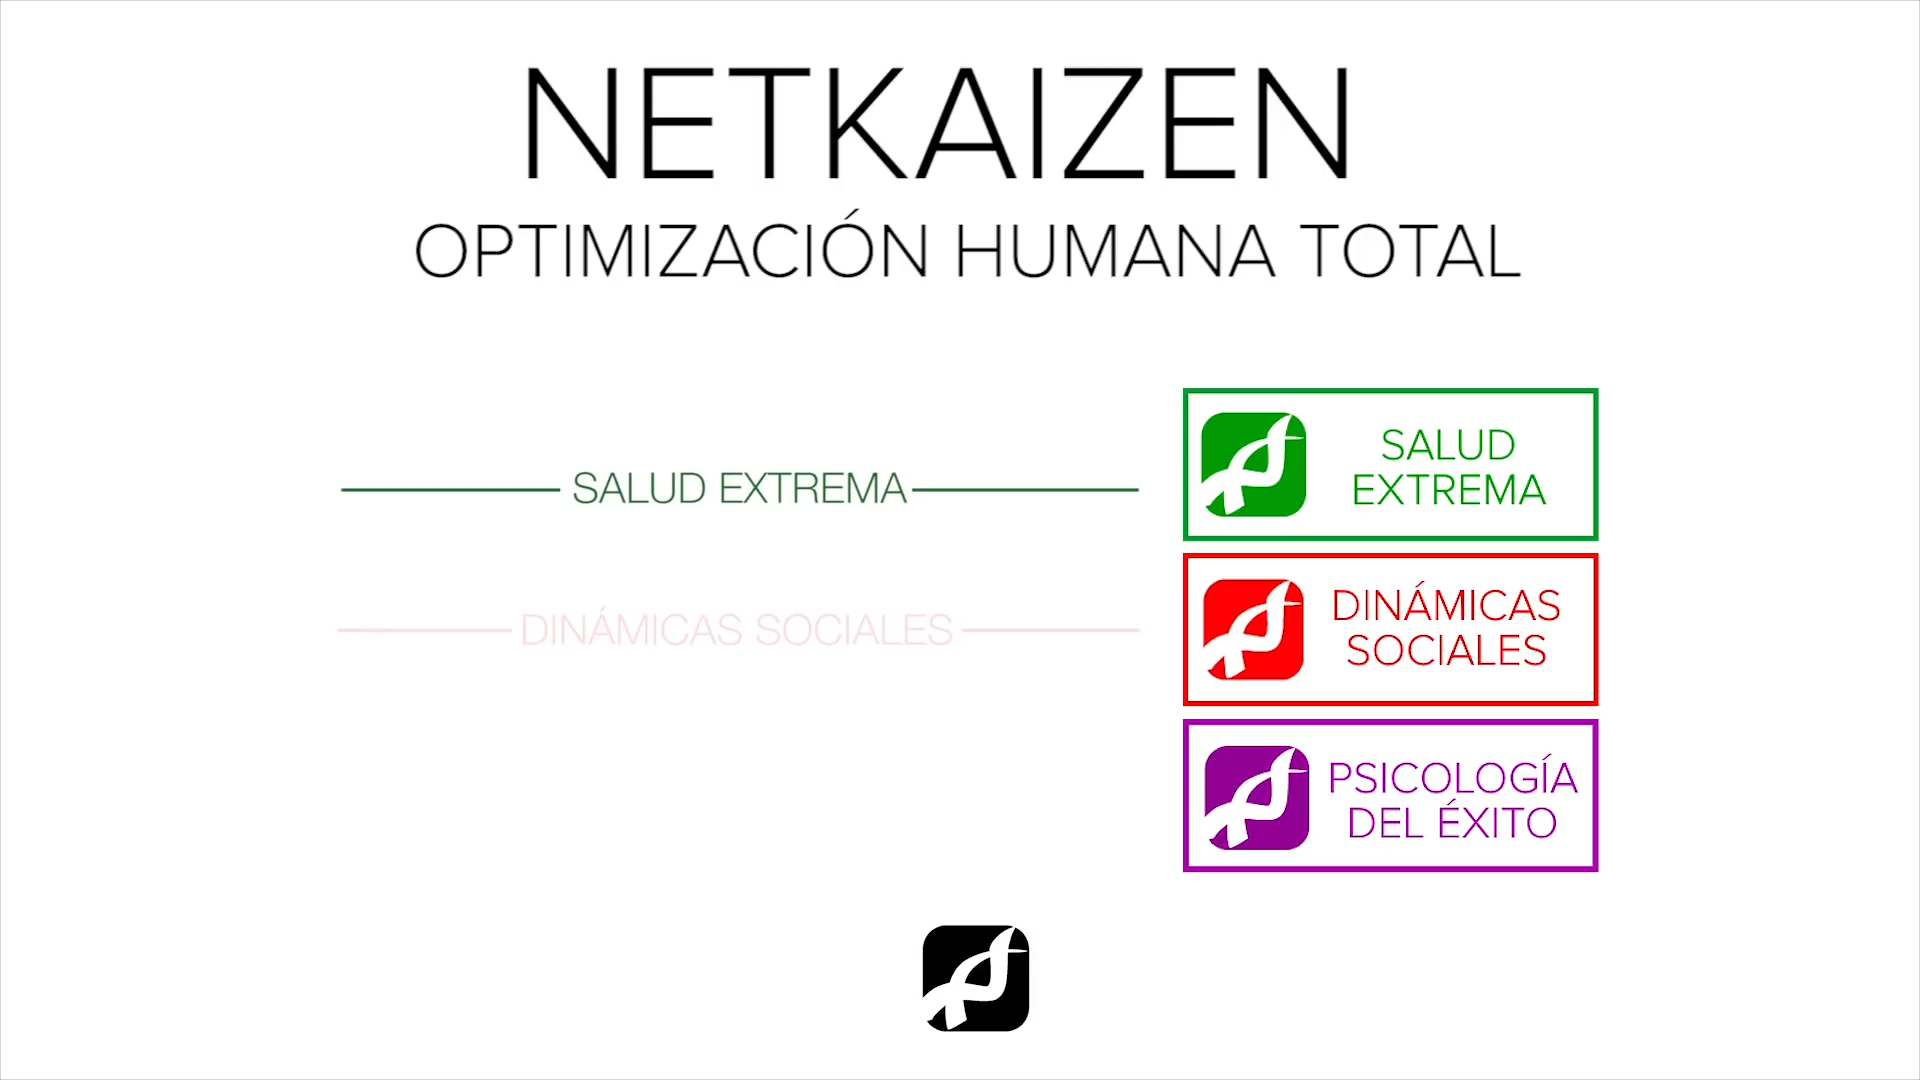 NETKAIZEN
OPTIMIZACIÓN HUMANA TOTAL
SALUD EXTREMA
DINÁMICAS SOCIALES
SALUD
EXTREMA
DINÁMICAS
SOCIALES
PSICOLOGÍA
DEL ÉXITO